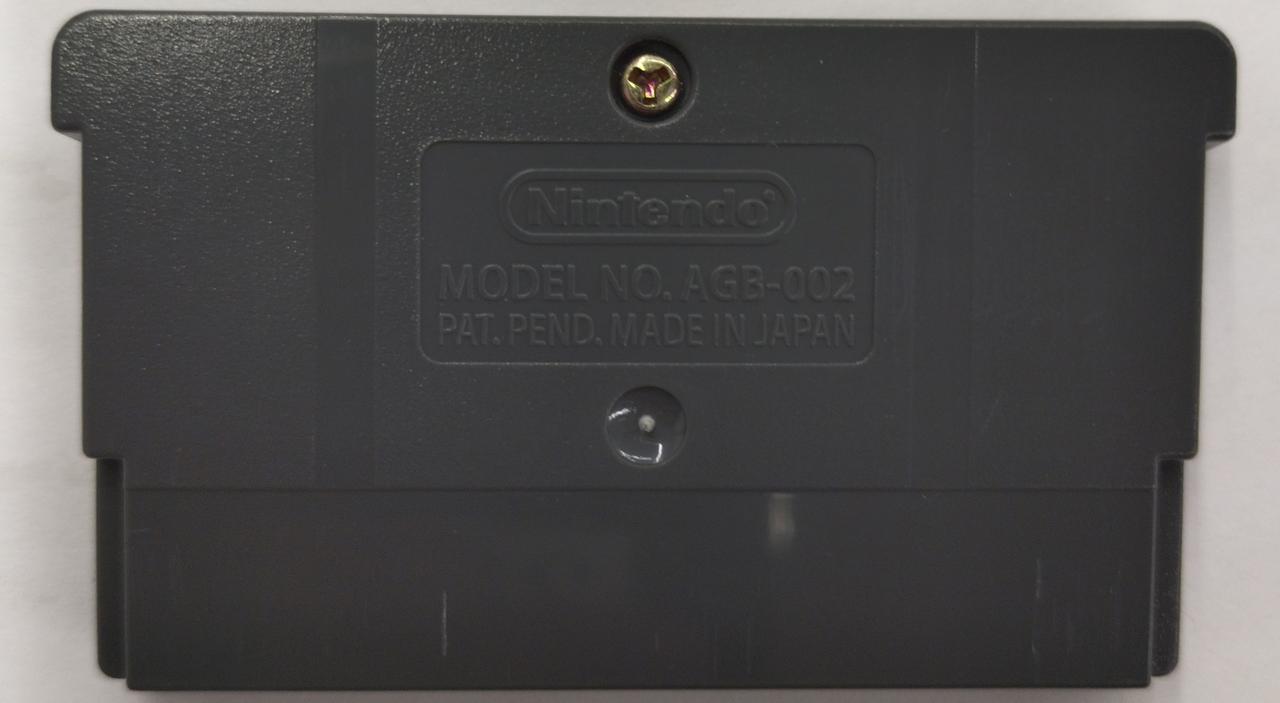 Nintendo®
MODEL NO. AGB-002
PAT. PEND. MADE IN JAPAN